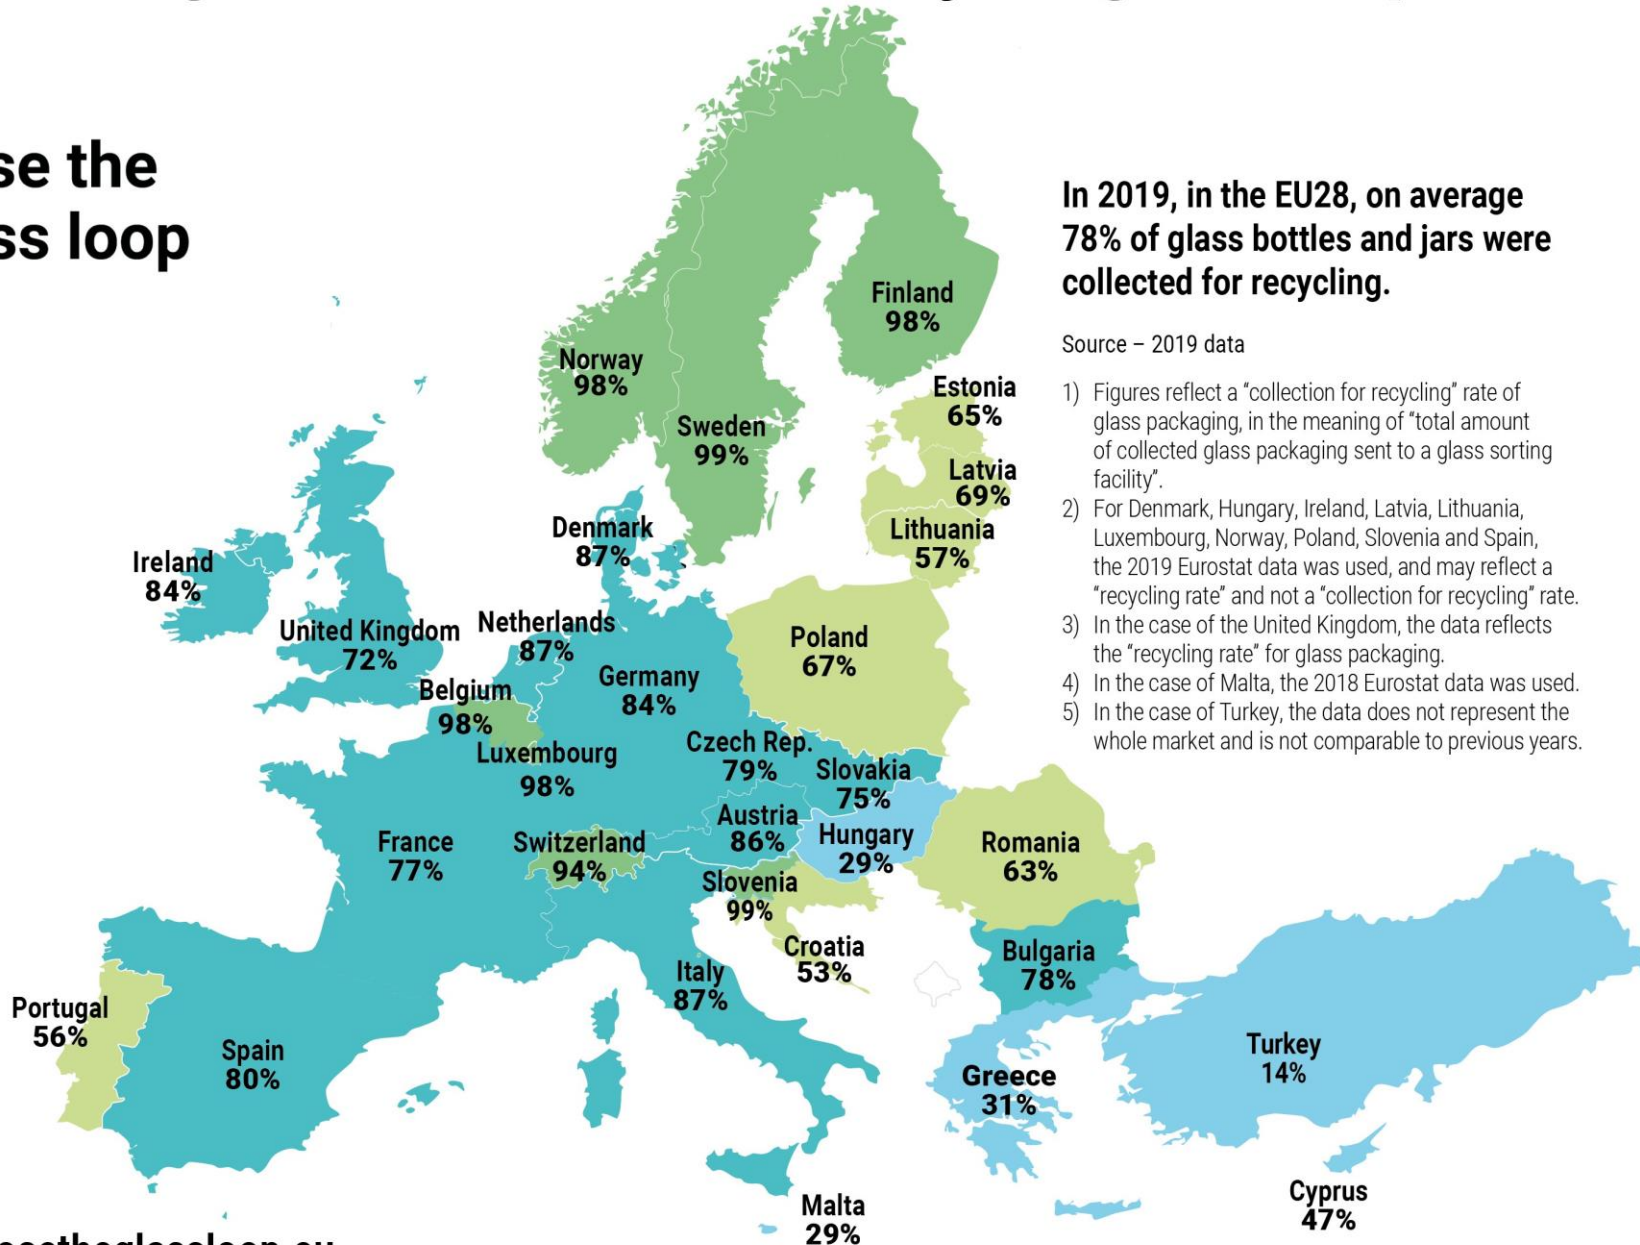 se the
ss loop
In 2019, in the EU28, on average
78% of glass bottles and jars were
collected for recycling.
Source – 2019 data
1) Figures reflect a “collection for recycling” rate of
glass packaging, in the meaning of “total amount
of collected glass packaging sent to a glass sorting
facility”.
2) For Denmark, Hungary, Ireland, Latvia, Lithuania,
Luxembourg, Norway, Poland, Slovenia and Spain,
the 2019 Eurostat data was used, and may reflect a
“recycling rate” and not a “collection for recycling” rate.
3) In the case of the United Kingdom, the data reflects
the “recycling rate” for glass packaging.
4) In the case of Malta, the 2018 Eurostat data was used.
5) In the case of Turkey, the data does not represent the
whole market and is not comparable to previous years.
Finland
98%
Norway
98%
Sweden
99%
Estonia
65%
Latvia
69%
Lithuania
57%
Denmark
87%
Ireland
84%
United Kingdom
72%
Netherlands
87%
Belgium
98%
Luxembourg
98%
Germany
84%
Poland
67%
Czech Rep.
79%
Slovakia
75%
Austria
86%
Hungary
29%
Romania
63%
France
77%
Switzerland
94%
Slovenia
99%
Croatia
53%
Bulgaria
78%
Italy
87%
Portugal
56%
Spain
80%
Greece
31%
Turkey
14%
Cyprus
47%
Malta
29%